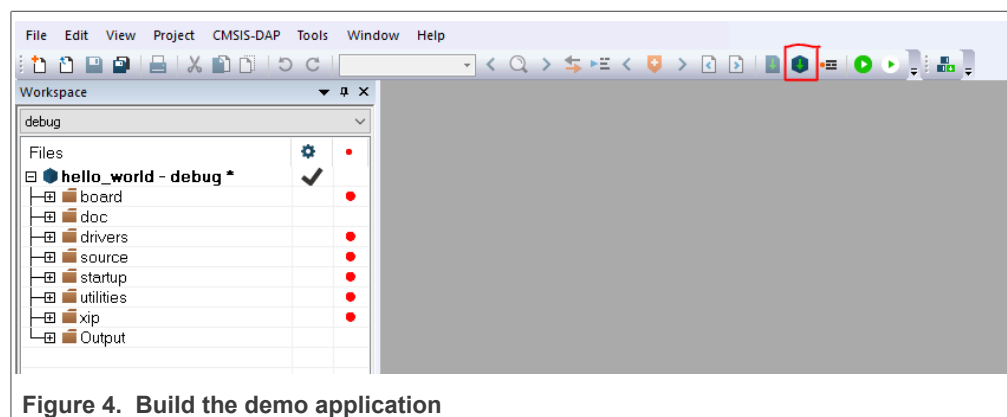 File Edit View Project CMSIS-DAP Tools Window Help
Workspace
debug
Files
hello_world - debug *
board
doc
drivers
source
startup
utilities
xip
Output
Figure 4. Build the demo application